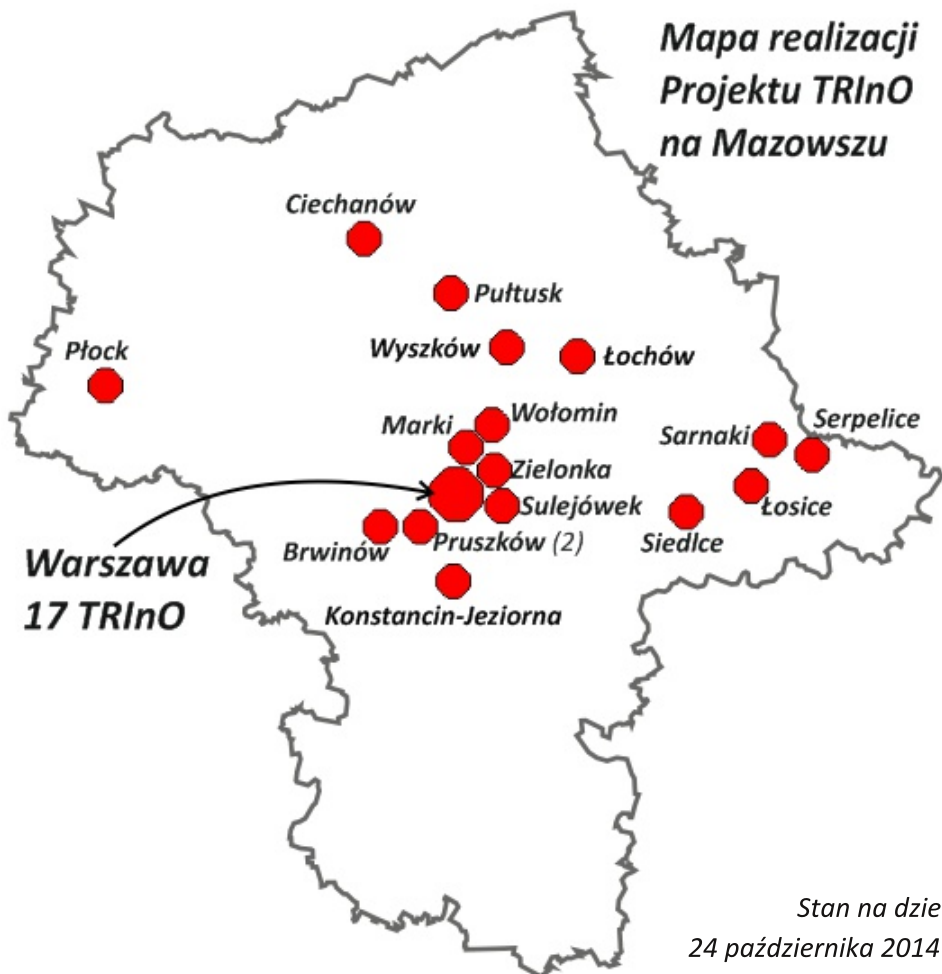 Mapa realizacji
Projektu TRInO
na Mazowszu
Ciechanów
Pułtusk
Wyszków
Łochów
Płock
Wołomin
Marki
Serpelice
Sarnaki
Zielonka
Sulejówek
Łosice
Siedlce
Pruszków (2)
Brwinów
Warszawa
17 TRInO
Konstancin-Jeziorna
Stan na dzie
24 października 2014